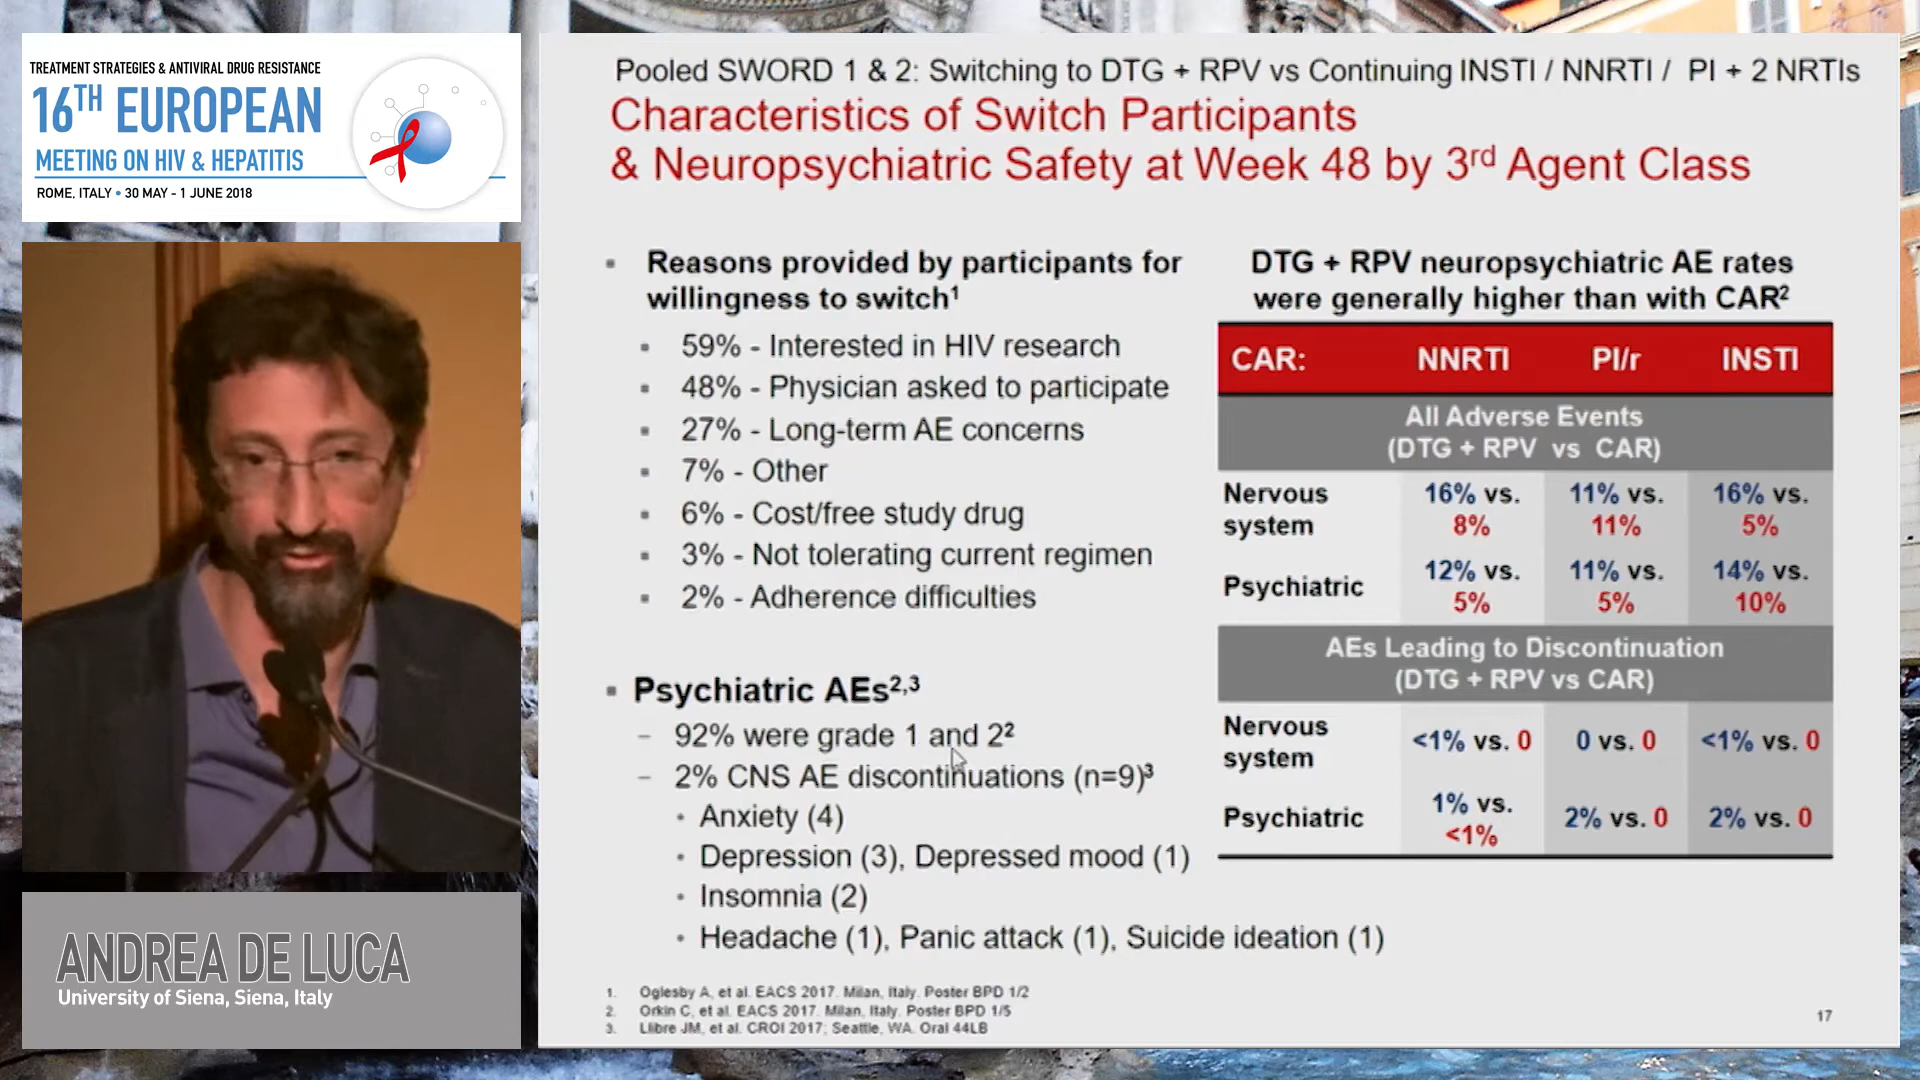 TREATMENT STRATEGIES & ANTIVIRAL DRUG RESISTANCE
16TH EUROPEAN
MEETING ON HIV & HEPATITIS
ROME, ITALY • 30 MAY - 1 JUNE 2018
ANDREA DE LUCA
University of Siena, Siena, Italy
Pooled SWORD 1 & 2: Switching to DTG + RPV vs Continuing INSTI / NNRTI / PI + 2 NRTIs
Characteristics of Switch Participants
& Neuropsychiatric Safety at Week 48 by 3rd Agent Class
▪ Reasons provided by participants for
willingness to switch¹
▪ 59% - Interested in HIV research
▪ 48% - Physician asked to participate
▪ 27% - Long-term AE concerns
▪ 7% - Other
▪ 6% - Cost/free study drug
▪ 3% - Not tolerating current regimen
▪ 2% - Adherence difficulties
▪ Psychiatric AEs²,³
– 92% were grade 1 and 2²
– 2% CNS AE discontinuations (n=9)³
• Anxiety (4)
• Depression (3), Depressed mood (1)
• Insomnia (2)
• Headache (1), Panic attack (1), Suicide ideation (1)
DTG + RPV neuropsychiatric AE rates
were generally higher than with CAR²
CAR: NNRTI PI/r INSTI
All Adverse Events
(DTG + RPV vs CAR)
Nervous system 16% vs. 8% 11% vs. 11% 16% vs. 5%
Psychiatric 12% vs. 5% 11% vs. 5% 14% vs. 10%
AEs Leading to Discontinuation
(DTG + RPV vs CAR)
Nervous system <1% vs. 0 0 vs. 0 <1% vs. 0
Psychiatric 1% vs. <1% 2% vs. 0 2% vs. 0
1. Oglesby A, et al. EACS 2017. Milan, Italy. Poster BPD 1/2
2. Orkin C, et al. EACS 2017. Milan, Italy. Poster BPD 1/5
3. Llibre JM, et al. CROI 2017; Seattle, WA. Oral 44LB
17